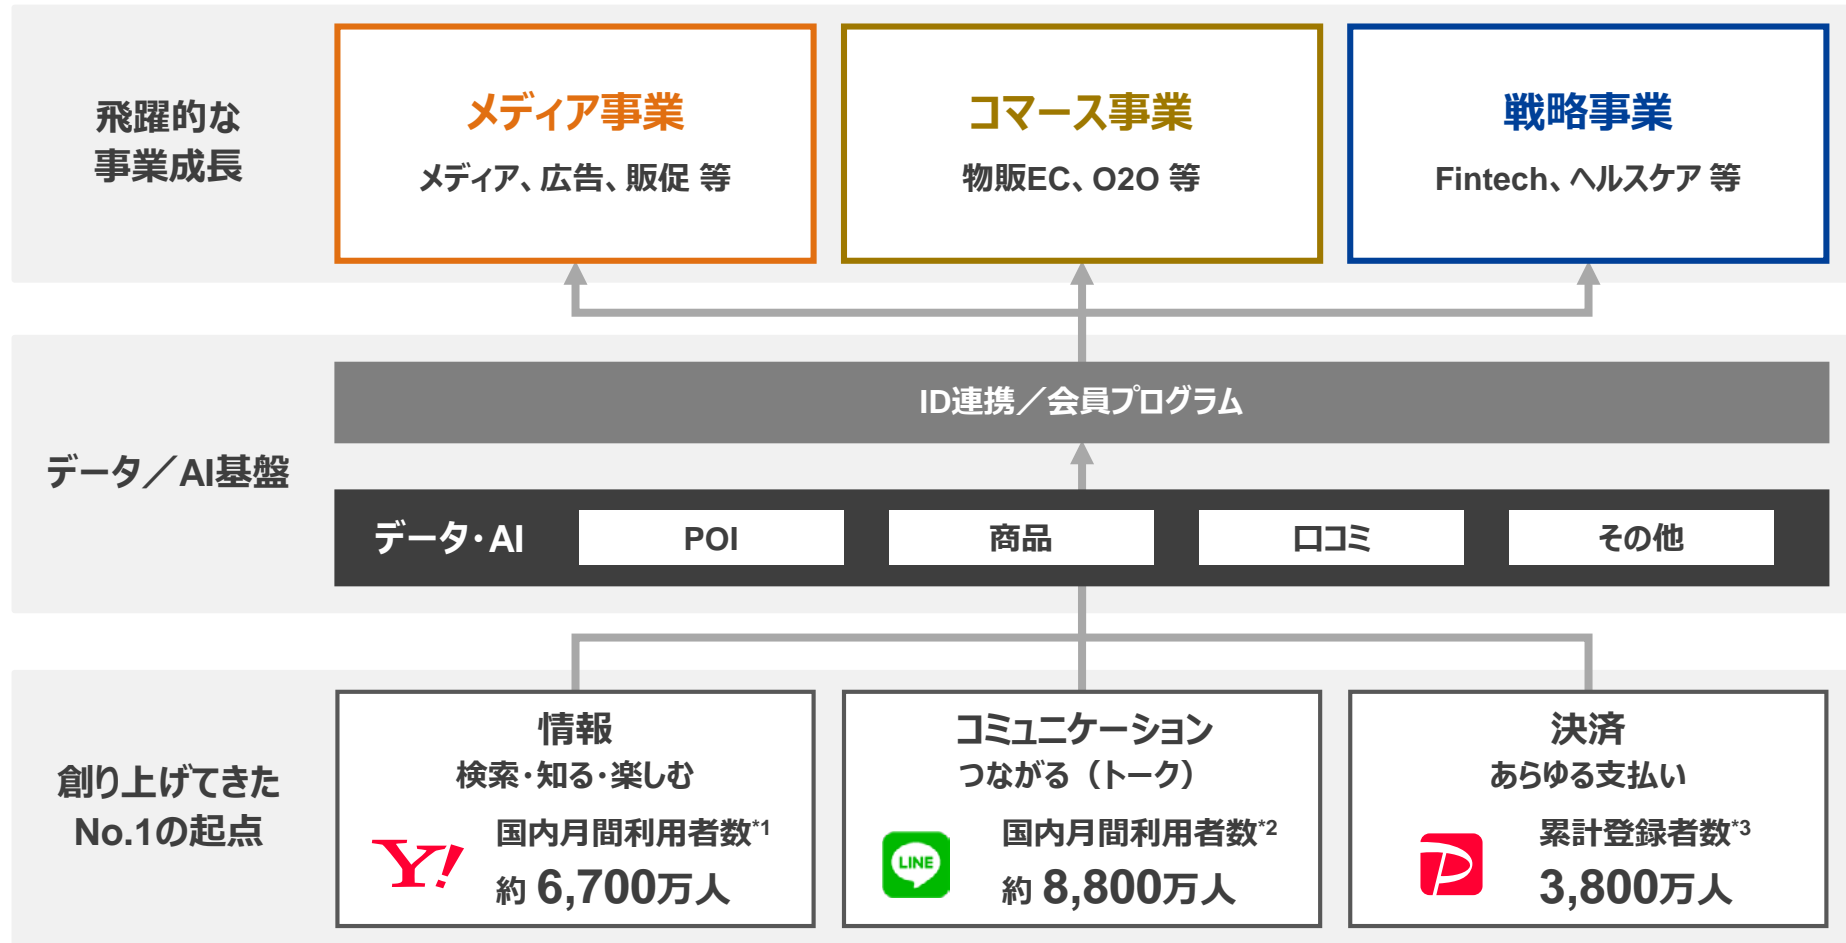 飛躍的な
事業成長
メディア事業
メディア、広告、販促 等
コマース事業
物販EC、O2O 等
戦略事業
Fintech、ヘルスケア 等
データ／AI基盤
ID連携／会員プログラム
データ・AI
POI
商品
口コミ
その他
創り上げてきた
No.1の起点
情報
検索・知る・楽しむ
Y!
国内月間利用者数*1
約 6,700万人
コミュニケーション
つながる（トーク）
LINE
国内月間利用者数*2
約 8,800万人
決済
あらゆる支払い
累計登録者数*3
3,800万人